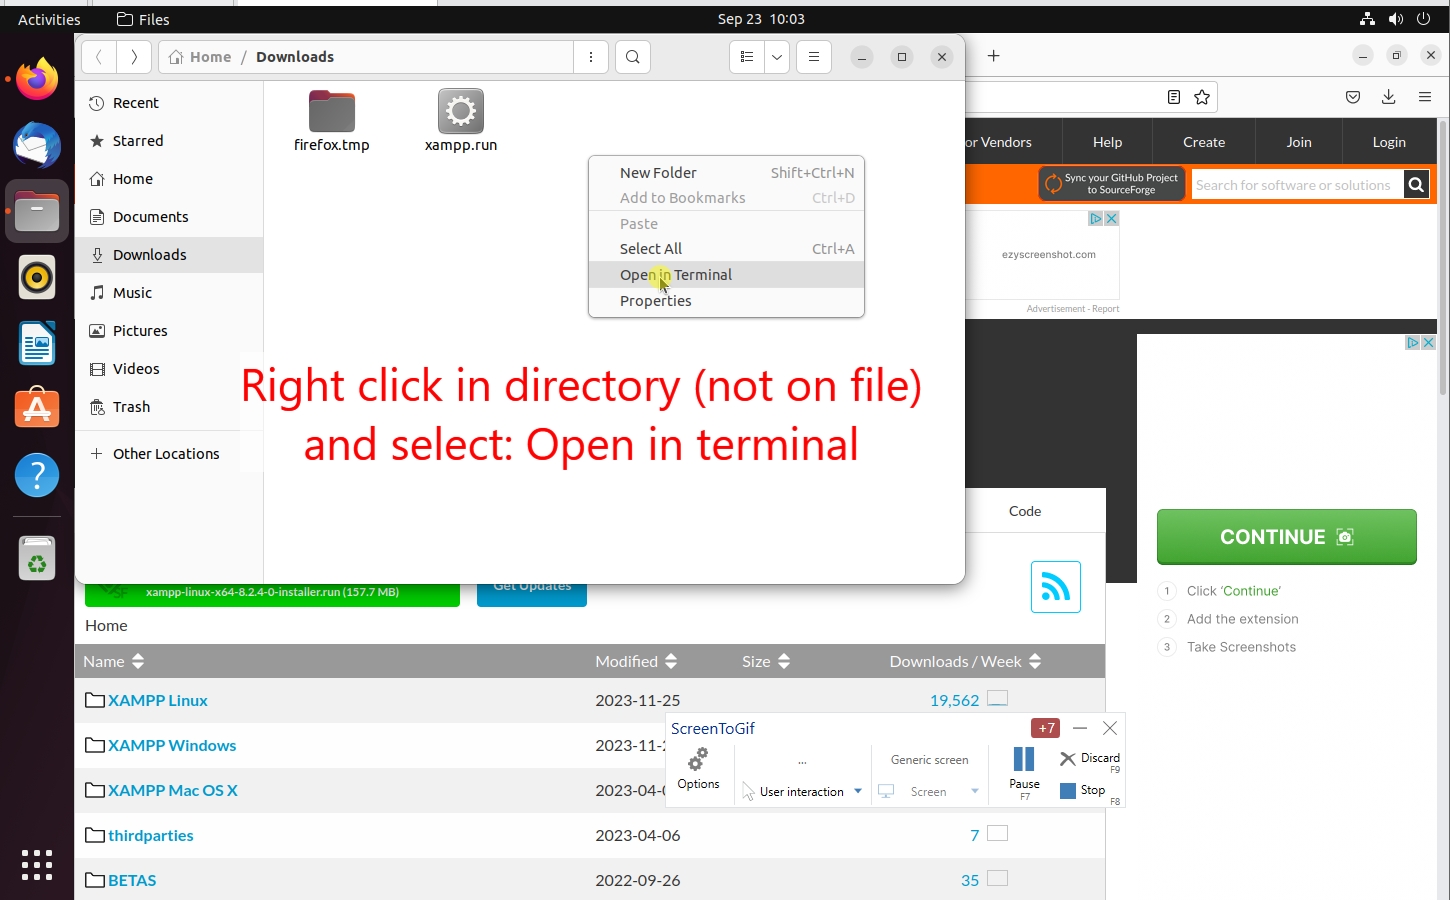 Activities
Files
Sep 23 10:03
Home / Downloads
Recent
Starred
Home
Documents
Downloads
Music
Pictures
Videos
Trash
Other Locations
firefox.tmp
xampp.run
New Folder Shift+Ctrl+N
Add to Bookmarks Ctrl+D
Paste
Select All Ctrl+A
Open in Terminal
Properties
Right click in directory (not on file)
and select: Open in terminal
or Vendors
Help
Create
Join
Login
Sync your GitHub Project
to SourceForge
Search for software or solutions
ezyscreenshot.com
Advertisement - Report
Code
CONTINUE
1 Click 'Continue'
2 Add the extension
3 Take Screenshots
xampp-linux-x64-8.2.4-0-installer.run (157.7 MB)
Get Updates
Home
Name Modified Size Downloads / Week
XAMPP Linux 2023-11-25 19,562
XAMPP Windows 2023-11-2
XAMPP Mac OS X 2023-04-0
thirdparties 2023-04-06 7
BETAS 2022-09-26 35
ScreenToGif
+7
Options
...
User interaction
Generic screen
Screen
Pause
F7
Discard
F9
Stop
F8